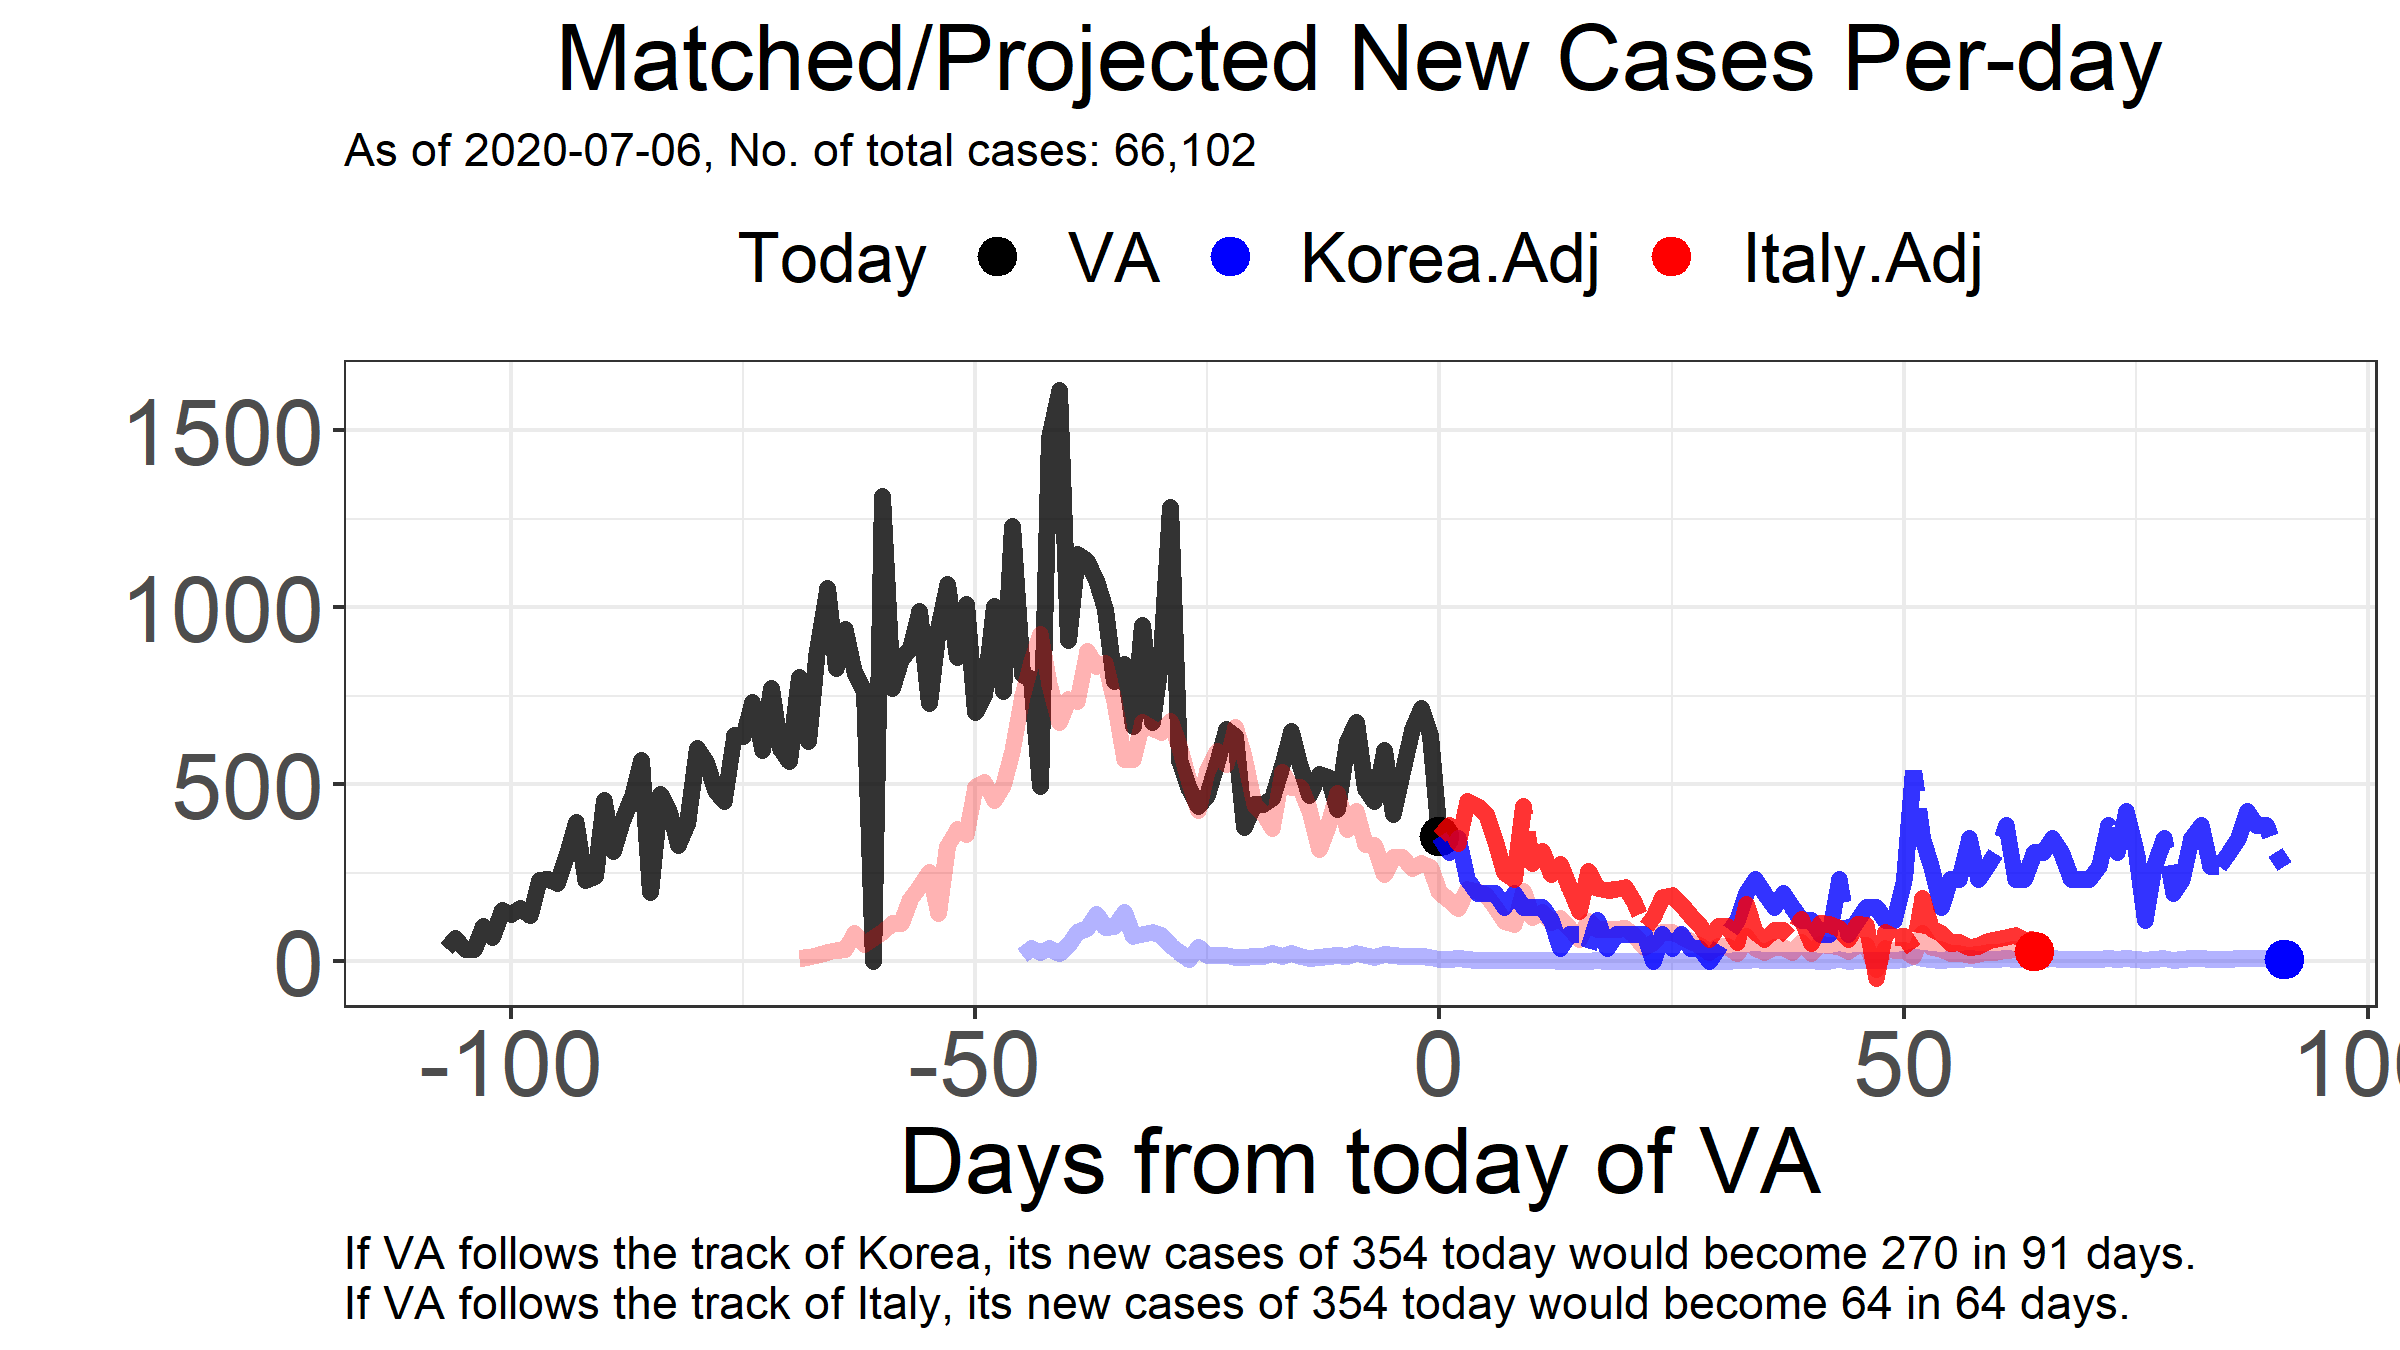 Matched/Projected New Cases Per-day
As of 2020-07-06, No. of total cases: 66,102
Today VA Korea.Adj Italy.Adj
1500
1000
500
0
-100 -50 0 50 100
Days from today of VA
If VA follows the track of Korea, its new cases of 354 today would become 270 in 91 days.
If VA follows the track of Italy, its new cases of 354 today would become 64 in 64 days.